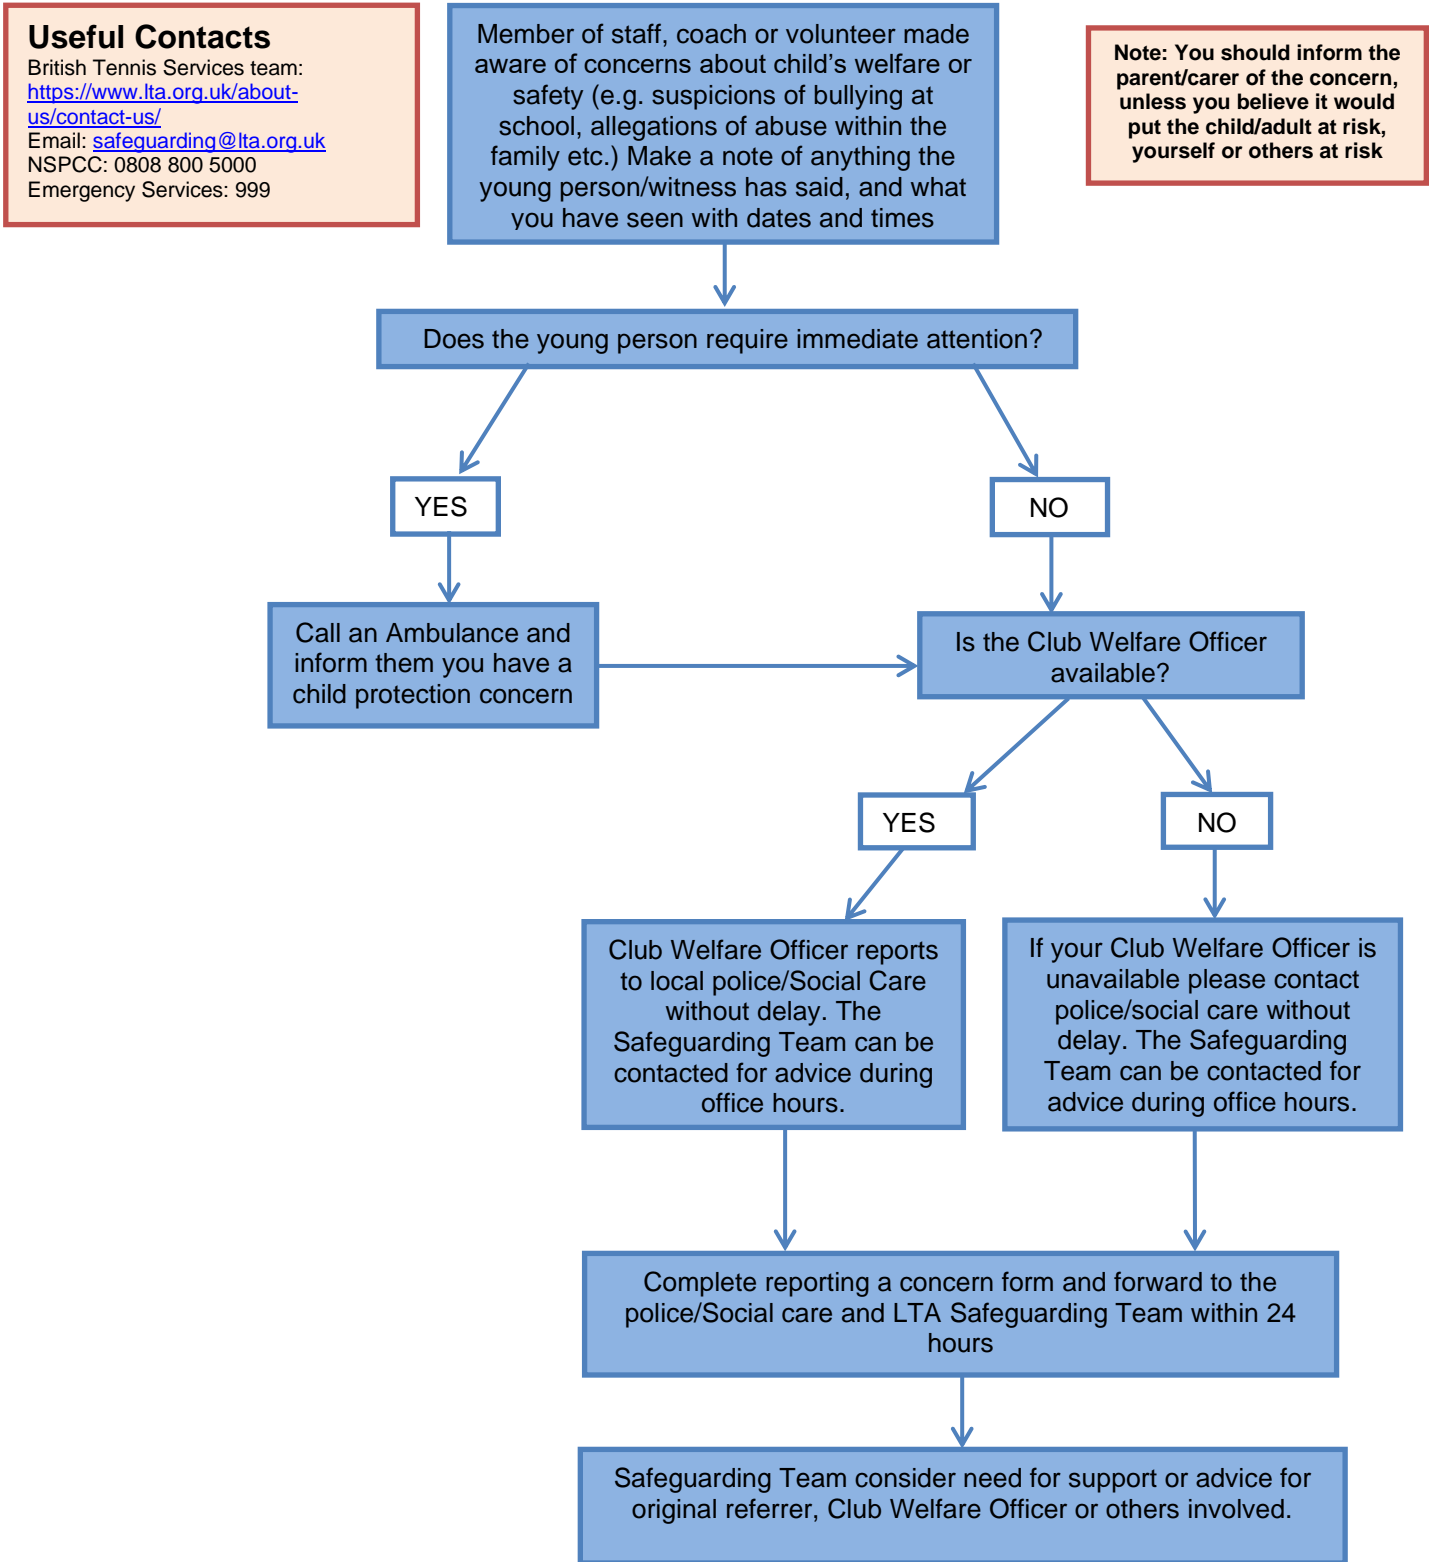 Useful Contacts
British Tennis Services team:
https://www.lta.org.uk/about-
us/contact-us/
Email: safeguarding@lta.org.uk
NSPCC: 0808 800 5000
Emergency Services: 999
Member of staff, coach or volunteer made
aware of concerns about child’s welfare or
safety (e.g. suspicions of bullying at
school, allegations of abuse within the
family etc.) Make a note of anything the
young person/witness has said, and what
you have seen with dates and times
Note: You should inform the
parent/carer of the concern,
unless you believe it would
put the child/adult at risk,
yourself or others at risk
Does the young person require immediate attention?
YES
NO
Call an Ambulance and
inform them you have a
child protection concern
Is the Club Welfare Officer
available?
YES
NO
Club Welfare Officer reports
to local police/Social Care
without delay. The
Safeguarding Team can be
contacted for advice during
office hours.
If your Club Welfare Officer is
unavailable please contact
police/social care without
delay. The Safeguarding
Team can be contacted for
advice during office hours.
Complete reporting a concern form and forward to the
police/Social care and LTA Safeguarding Team within 24
hours
Safeguarding Team consider need for support or advice for
original referrer, Club Welfare Officer or others involved.